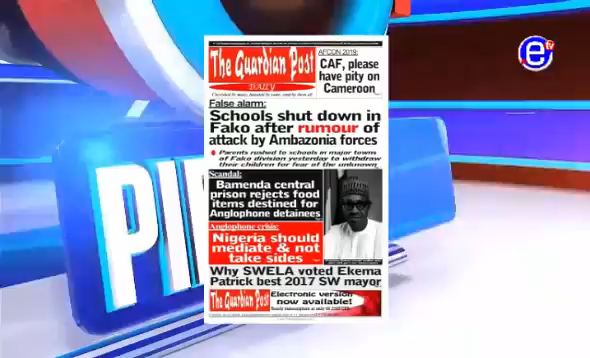 PI
The Guardian Post
DAILY
AFCON 2019:
CAF, please
have pity on
Cameroon
False alarm:
Schools shut down in
Fako after rumour of
attack by Ambazonia forces
Parents rushed to schools in major towns
of Fako division yesterday to withdraw
their children for fear of the unknown
Scandal:
Bamenda central
prison rejects food
items destined for
Anglophone detainees
Anglophone crisis:
Nigeria should
mediate & not
take sides
Why SWELA voted Ekema
Patrick best 2017 SW mayor
The Guardian Post
Electronic version
now available!
e tv